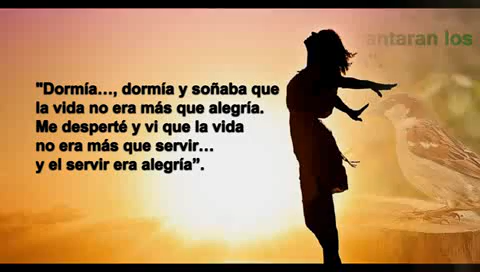 antaran los
"Dormía..., dormía y soñaba que
la vida no era más que alegría.
Me desperté y vi que la vida
no era más que servir...
y el servir era alegría”.